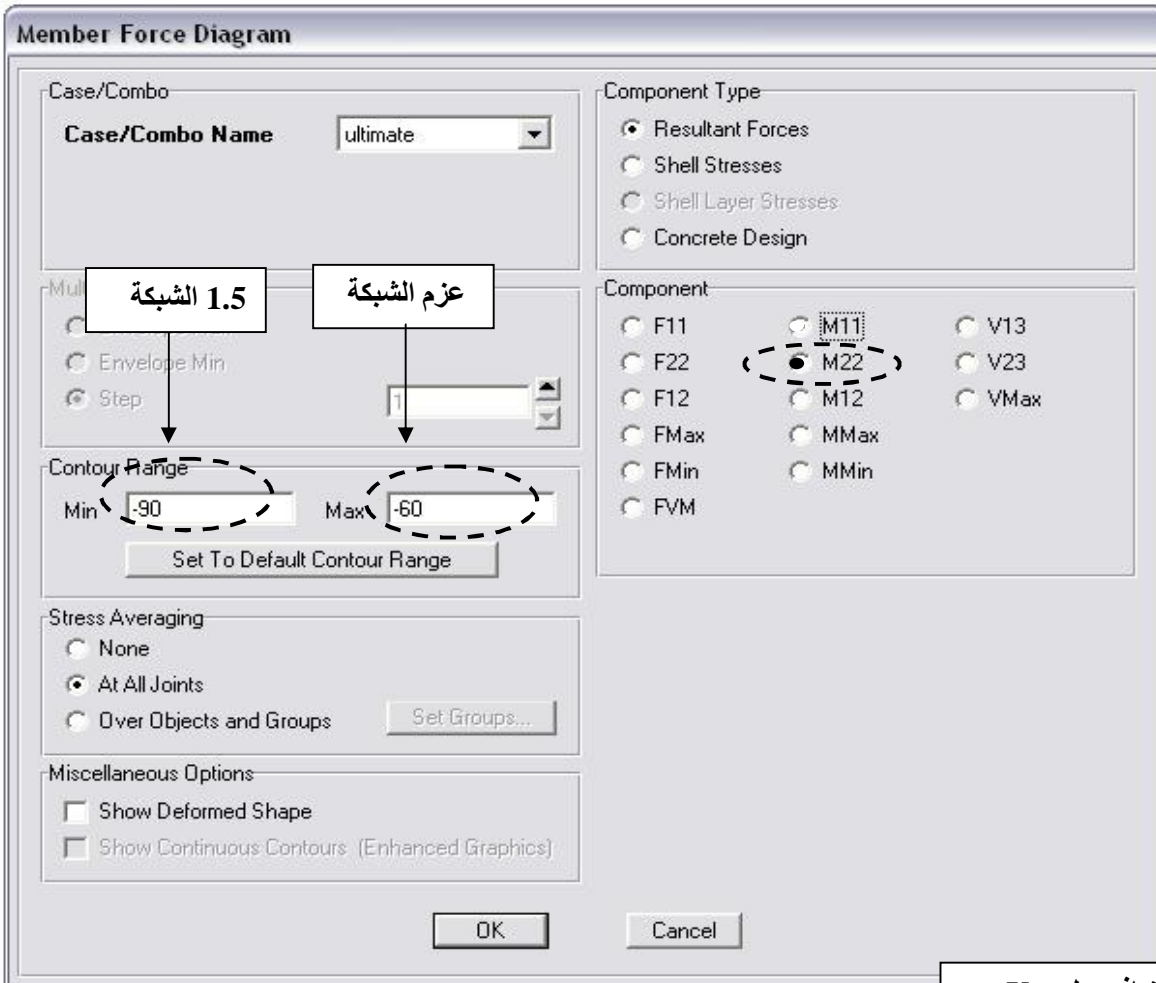 Member Force Diagram
Case/Combo
Case/Combo Name
ultimate
Component Type
Resultant Forces
Shell Stresses
Shell Layer Stresses
Concrete Design
1.5 الشبكة
عزم الشبكة
Envelope Min
Step
1
Component
F11
M11
V13
F22
M22
V23
F12
M12
VMax
FMax
MMax
FMin
MMin
FVM
Contour Range
Min
-90
Max
-60
Set To Default Contour Range
Stress Averaging
None
At All Joints
Over Objects and Groups
Set Groups...
Miscellaneous Options
Show Deformed Shape
Show Continuous Contours (Enhanced Graphics)
OK
Cancel